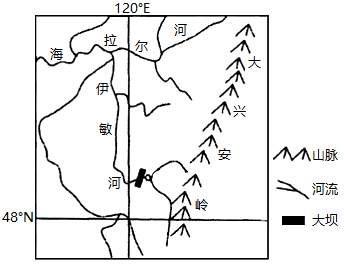 120°E
海 拉 尔 河
伊 敏 河
大 兴 安 岭
48°N
山脉
河流
大坝